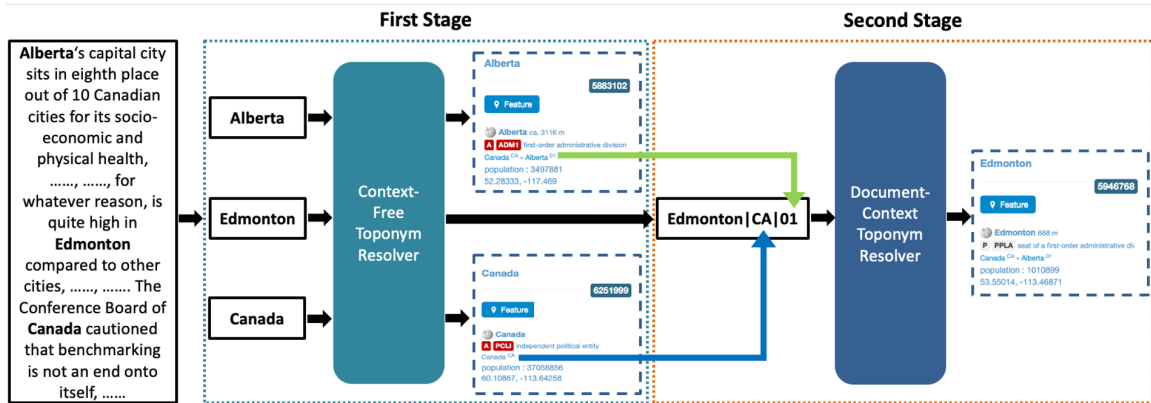 First Stage
Second Stage
Alberta‘s capital city
sits in eighth place
out of 10 Canadian
cities for its socio-
economic and
physical health,
……, ……, for
whatever reason, is
quite high in
Edmonton
compared to other
cities, ……, ……. The
Conference Board of
Canada cautioned
that benchmarking
is not an end onto
itself, ……
Alberta
Edmonton
Canada
Context-
Free
Toponym
Resolver
Alberta
5883102
Feature
Alberta ca. 3116 m
A ADM1 first-order administrative division
Canada CA » Alberta 01
population : 3497881
52.28333, -117.469
Canada
6251999
Feature
Canada
A PCLI independent political entity
Canada CA
population : 37058856
60.10867, -113.64258
Edmonton|CA|01
Document-
Context
Toponym
Resolver
Edmonton
5946768
Feature
Edmonton 668 m
P PPLA seat of a first-order administrative divi
Canada CA » Alberta 01
population : 1010899
53.55014, -113.46871